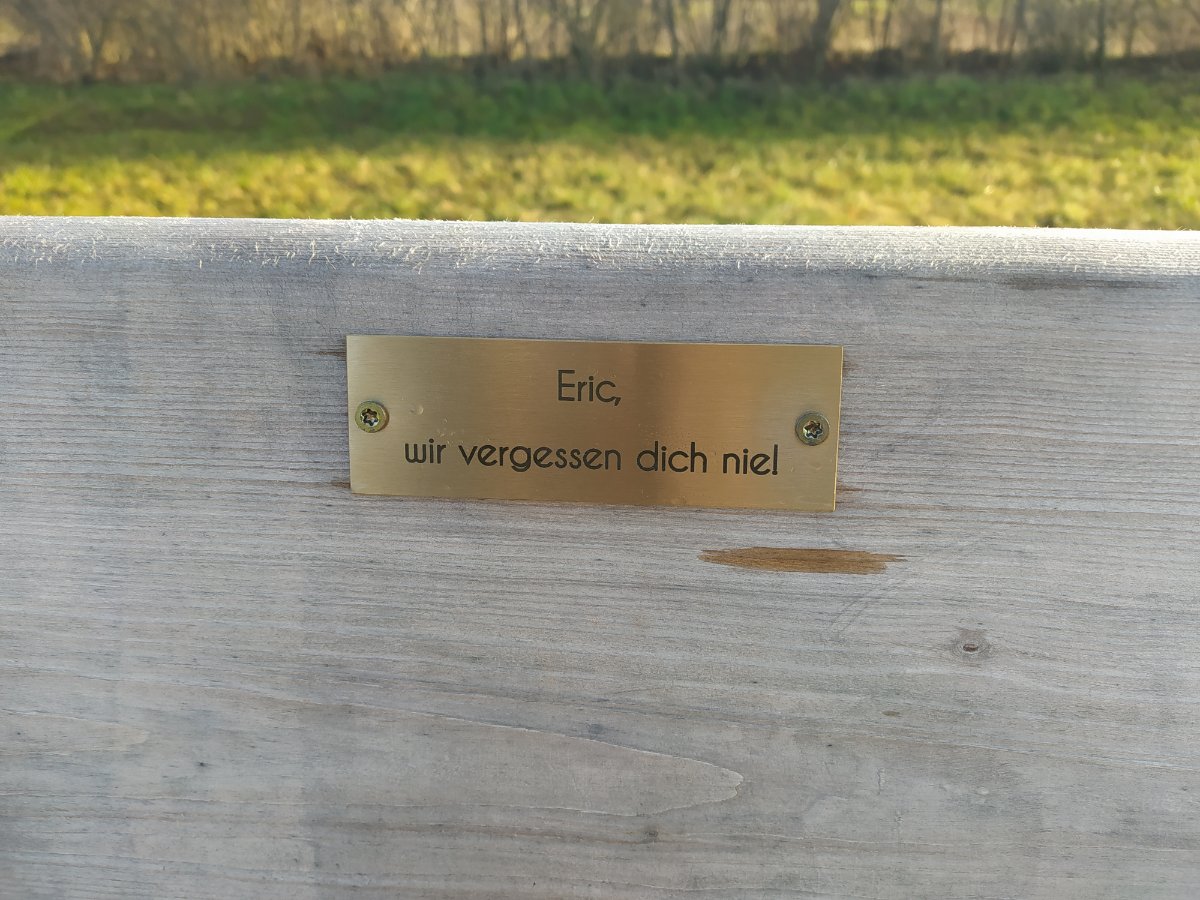 Eric,
wir vergessen dich nie!